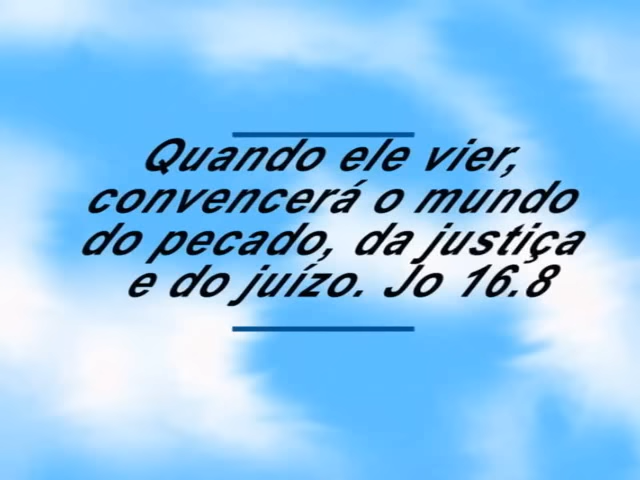 Quando ele vier,
convencerá o mundo
do pecado, da justiça
e do juízo. Jo 16.8